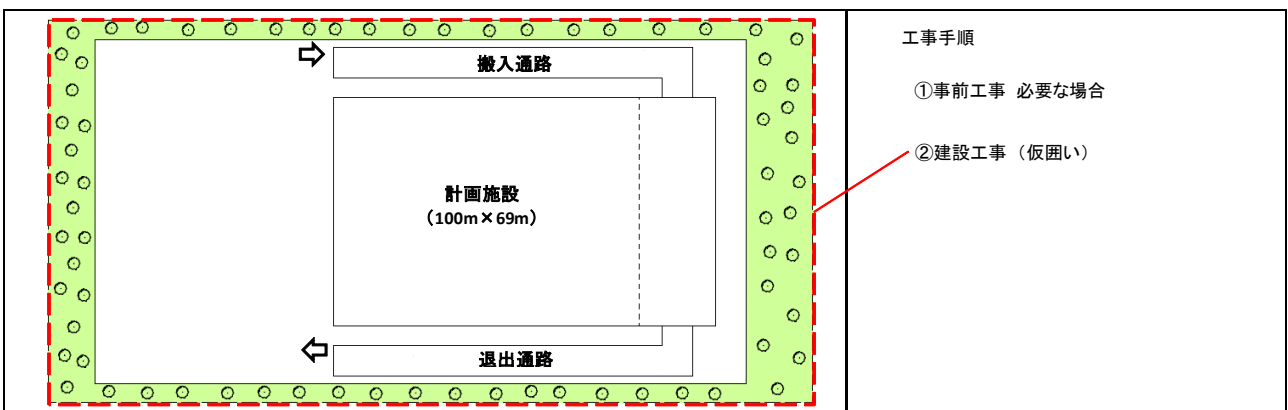 搬入通路
計画施設
（100m×69m）
退出通路
工事手順
①事前工事 必要な場合
②建設工事（仮囲い）